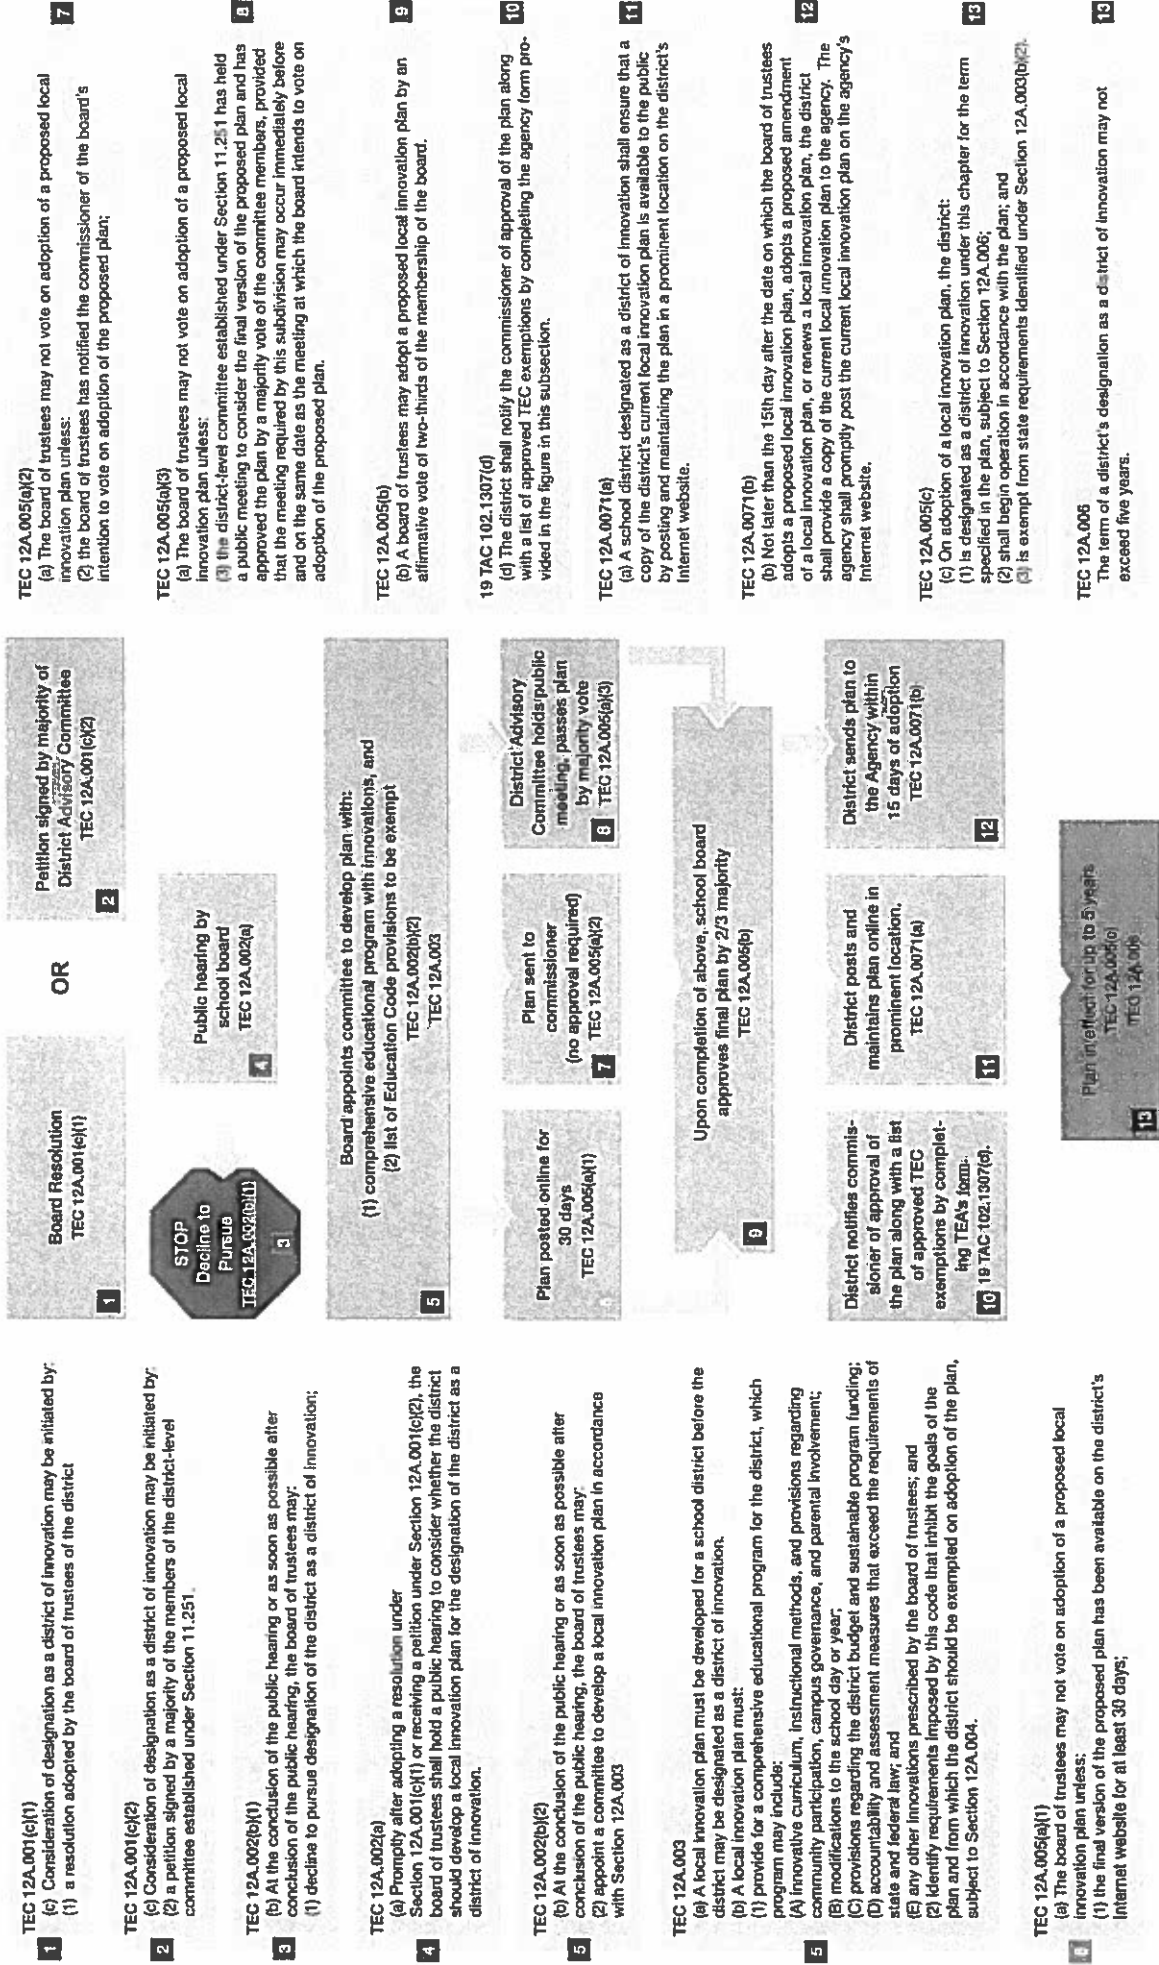 TEC 12A.001(c)(1)
1
(c) Consideration of designation as a district of innovation may be initiated by:
(1) a resolution adopted by the board of trustees of the district
TEC 12A.001(c)(2)
2
(c) Consideration of designation as a district of innovation may be initiated by:
(2) a petition signed by a majority of the members of the district-level
committee established under Section 11.251.
TEC 12A.002(b)(1)
3
(b) At the conclusion of the public hearing or as soon as possible after
conclusion of the public hearing, the board of trustees may:
(1) decline to pursue designation of the district as a district of innovation;
TEC 12A.002(a)
4
(a) Promptly after adopting a resolution under
Section 12A.001(c)(1) or receiving a petition under Section 12A.001(c)(2), the
board of trustees shall hold a public hearing to consider whether the district
should develop a local innovation plan for the designation of the district as a
district of innovation.
TEC 12A.002(b)(2)
5
(b) At the conclusion of the public hearing or as soon as possible after
conclusion of the public hearing, the board of trustees may:
(2) appoint a committee to develop a local innovation plan in accordance
with Section 12A.003
TEC 12A.003
(a) A local innovation plan must be developed for a school district before the
district may be designated as a district of innovation.
(b) A local innovation plan must:
(1) provide for a comprehensive educational program for the district, which
program may include:
(A) innovative curriculum, instructional methods, and provisions regarding
community participation, campus governance, and parental involvement;
5
(B) modifications to the school day or year;
(C) provisions regarding the district budget and sustainable program funding;
(D) accountability and assessment measures that exceed the requirements of
state and federal law; and
(E) any other innovations prescribed by the board of trustees; and
(2) identify requirements imposed by this code that inhibit the goals of the
plan and from which the district should be exempted on adoption of the plan,
subject to Section 12A.004.
TEC 12A.005(a)(1)
6
(a) The board of trustees may not vote on adoption of a proposed local
innovation plan unless:
(1) the final version of the proposed plan has been available on the district's
Internet website for at least 30 days;
Board Resolution
TEC 12A.001(c)(1)
1
OR
Petition signed by majority of
District Advisory Committee
TEC 12A.001(c)(2)
2
STOP
Decline to
Pursue
TEC 12A.002(b)(1)
3
Public hearing by
school board
TEC 12A.002(a)
4
Board appoints committee to develop plan with:
(1) comprehensive educational program with innovations, and
(2) list of Education Code provisions to be exempt
TEC 12A.002(b)(2)
TEC 12A.003
5
Plan posted online for
30 days
TEC 12A.005(a)(1)
Plan sent to
commissioner
(no approval required)
7 TEC 12A.005(a)(2)
District Advisory
Committee holds public
meeting, passes plan
by majority vote
8 TEC 12A.005(a)(3)
Upon completion of above, school board
approves final plan by 2/3 majority
TEC 12A.005(b)
9
District notifies commis-
sioner of approval of
the plan along with a list
of approved TEC
exemptions by complet-
ing TEA's form.
10 19 TAC 102.1307(d).
District posts and
maintains plan online in
prominent location.
TEC 12A.0071(a)
11
District sends plan to
the Agency within
15 days of adoption
TEC 12A.0071(b)
12
Plan in effect for up to 5 years
TEC 12A.005(c)
TEC 12A.006
13
TEC 12A.005(a)(2)
(a) The board of trustees may not vote on adoption of a proposed local
innovation plan unless:
(2) the board of trustees has notified the commissioner of the board's
intention to vote on adoption of the proposed plan;
7
TEC 12A.005(a)(3)
(a) The board of trustees may not vote on adoption of a proposed local
innovation plan unless:
(3) the district-level committee established under Section 11.251 has held
a public meeting to consider the final version of the proposed plan and has
approved the plan by a majority vote of the committee members, provided
that the meeting required by this subdivision may occur immediately before
and on the same date as the meeting at which the board intends to vote on
adoption of the proposed plan.
8
TEC 12A.005(b)
(b) A board of trustees may adopt a proposed local innovation plan by an
affirmative vote of two-thirds of the membership of the board.
9
19 TAC 102.1307(d)
(d) The district shall notify the commissioner of approval of the plan along
with a list of approved TEC exemptions by completing the agency form pro-
vided in the figure in this subsection.
10
TEC 12A.0071(a)
(a) A school district designated as a district of innovation shall ensure that a
copy of the district's current local innovation plan is available to the public
by posting and maintaining the plan in a prominent location on the district's
Internet website.
11
TEC 12A.0071(b)
(b) Not later than the 15th day after the date on which the board of trustees
adopts a proposed local innovation plan, adopts a proposed amendment
of a local innovation plan, or renews a local innovation plan, the district
shall provide a copy of the current local innovation plan to the agency. The
agency shall promptly post the current local innovation plan on the agency's
Internet website.
12
TEC 12A.005(c)
(c) On adoption of a local innovation plan, the district:
(1) is designated as a district of innovation under this chapter for the term
specified in the plan, subject to Section 12A.006;
(2) shall begin operation in accordance with the plan; and
(3) is exempt from state requirements identified under Section 12A.003(b)(2).
13
TEC 12A.006
The term of a district's designation as a district of innovation may not
exceed five years.
13